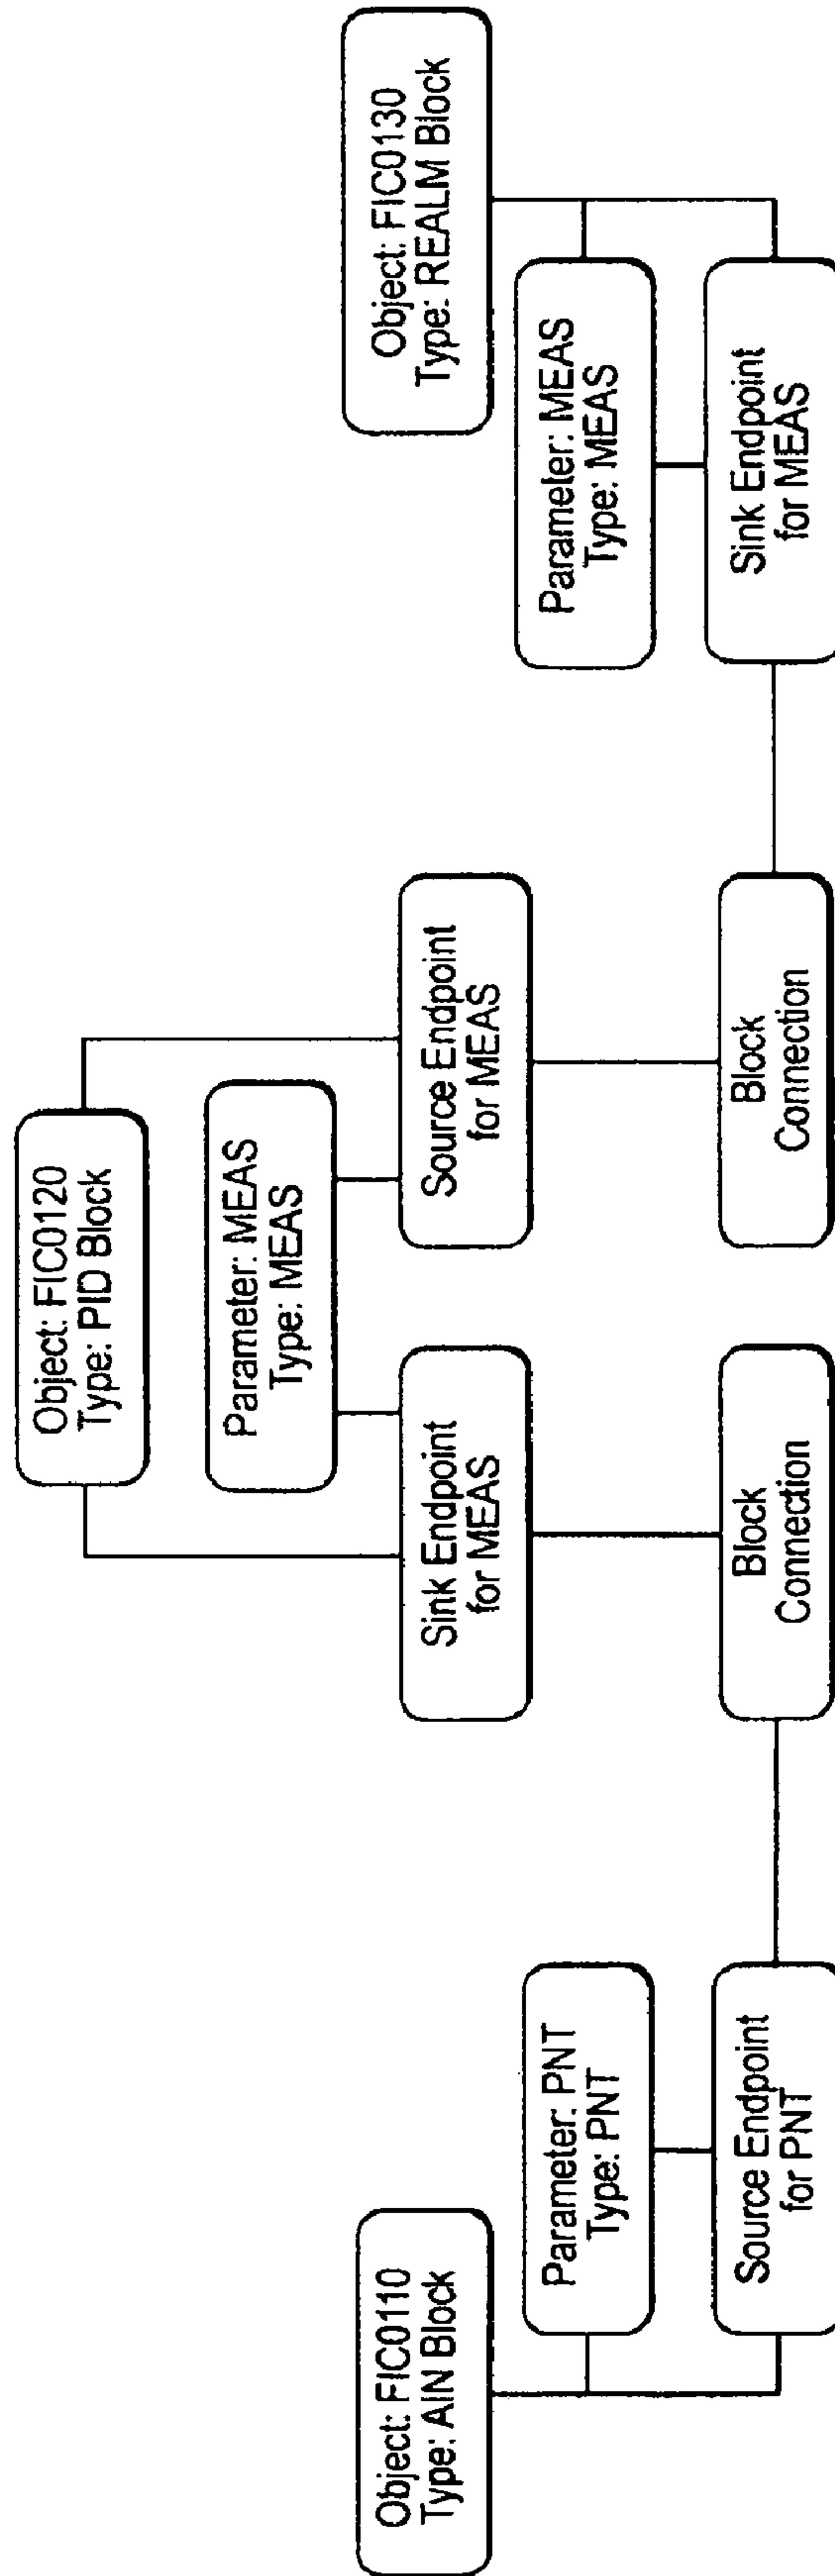 Object: FIC0120
Type: PID Block
Object: FIC0110
Type: AIN Block
Parameter: MEAS
Type: MEAS
Object: FIC0130
Type: REALM Block
Parameter: PNT
Type: PNT
Sink Endpoint
for MEAS
Source Endpoint
for MEAS
Parameter: MEAS
Type: MEAS
Source Endpoint
for PNT
Block
Connection
Block
Connection
Sink Endpoint
for MEAS